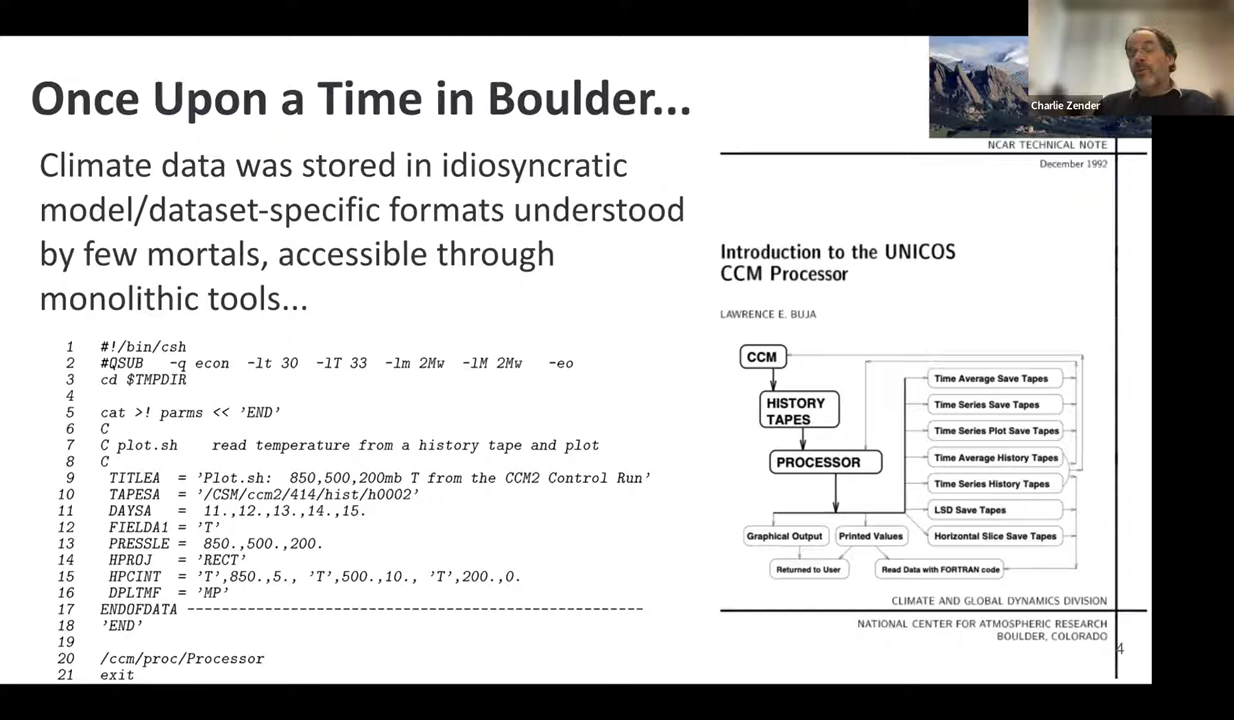 Once Upon a Time in Boulder...
Climate data was stored in idiosyncratic
model/dataset-specific formats understood
by few mortals, accessible through
monolithic tools...
1 #!/bin/csh
2 #QSUB -q econ -lt 30 -lT 33 -lm 2Mw -lM 2Mw -eo
3 cd $TMPDIR
4
5 cat >! parms << 'END'
6 C
7 C plot.sh read temperature from a history tape and plot
8 C
9 TITLEA = 'Plot.sh: 850,500,200mb T from the CCM2 Control Run'
10 TAPESA = '/CSM/ccm2/414/hist/h0002'
11 DAYSA = 11.,12.,13.,14.,15.
12 FIELDA1 = 'T'
13 PRESSLE = 850.,500.,200.
14 HPROJ = 'RECT'
15 HPCINT = 'T',850.,5., 'T',500.,10., 'T',200.,0.
16 DPLTMF = 'MP'
17 ENDOFDATA ------------------------------------------------------
18 'END'
19
20 /ccm/proc/Processor
21 exit
Charlie Zender
NCAR TECHNICAL NOTE
December 1992
Introduction to the UNICOS
CCM Processor
LAWRENCE E. BUJA
CCM
HISTORY
TAPES
PROCESSOR
Time Average Save Tapes
Time Series Save Tapes
Time Series Plot Save Tapes
Time Average History Tapes
Time Series History Tapes
LSD Save Tapes
Horizontal Slice Save Tapes
Graphical Output
Printed Values
Returned to User
Read Data with FORTRAN code
CLIMATE AND GLOBAL DYNAMICS DIVISION
NATIONAL CENTER FOR ATMOSPHERIC RESEARCH
BOULDER, COLORADO
4